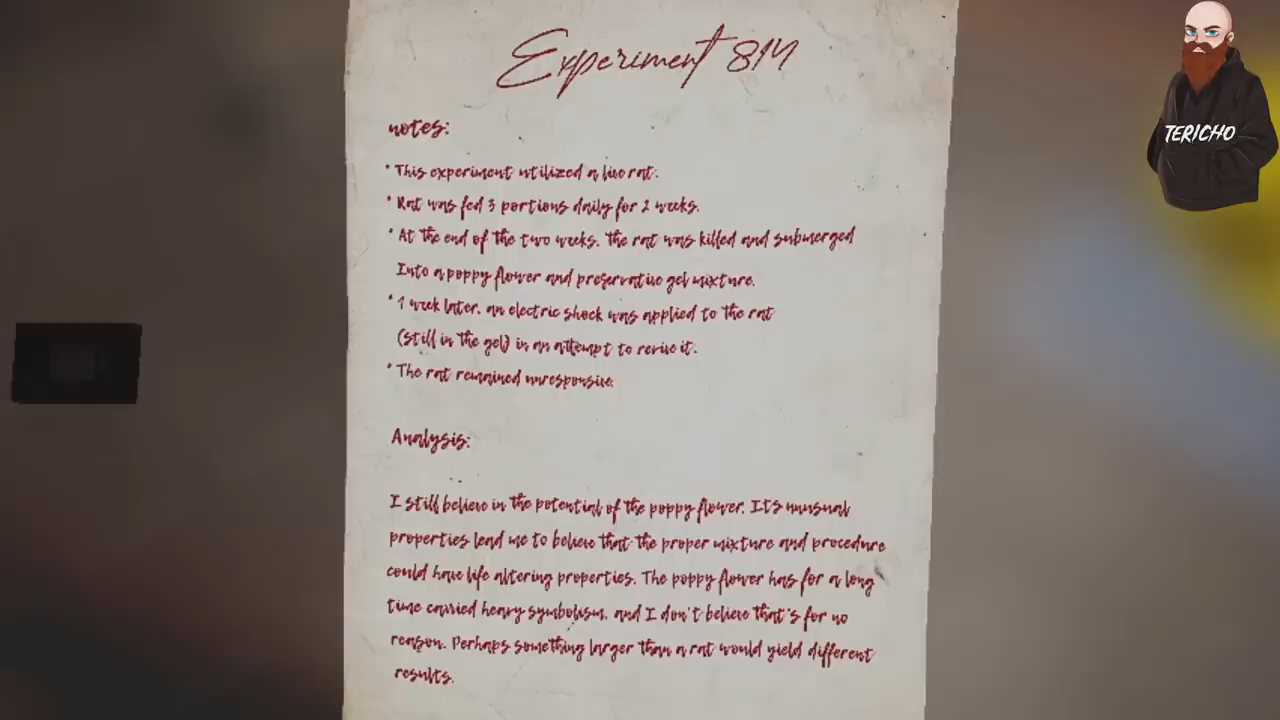 Experiment 814
notes:
* This experiment utilized a live rat.
* Rat was fed 3 portions daily for 2 weeks.
* At the end of the two weeks, the rat was killed and submerged
Into a poppy flower and preservative gel mixture.
* 1 week later, an electric shock was applied to the rat
(still in the gel) in an attempt to revive it.
* The rat remained unresponsive.
Analysis:
I still believe in the potential of the poppy flower. Its unusual
properties lead me to believe that the proper mixture and procedure
could have life altering properties. The poppy flower has for a long
time carried heavy symbolism, and I don't believe that's for no
reason. Perhaps something larger than a rat would yield different
results.
TERICHO